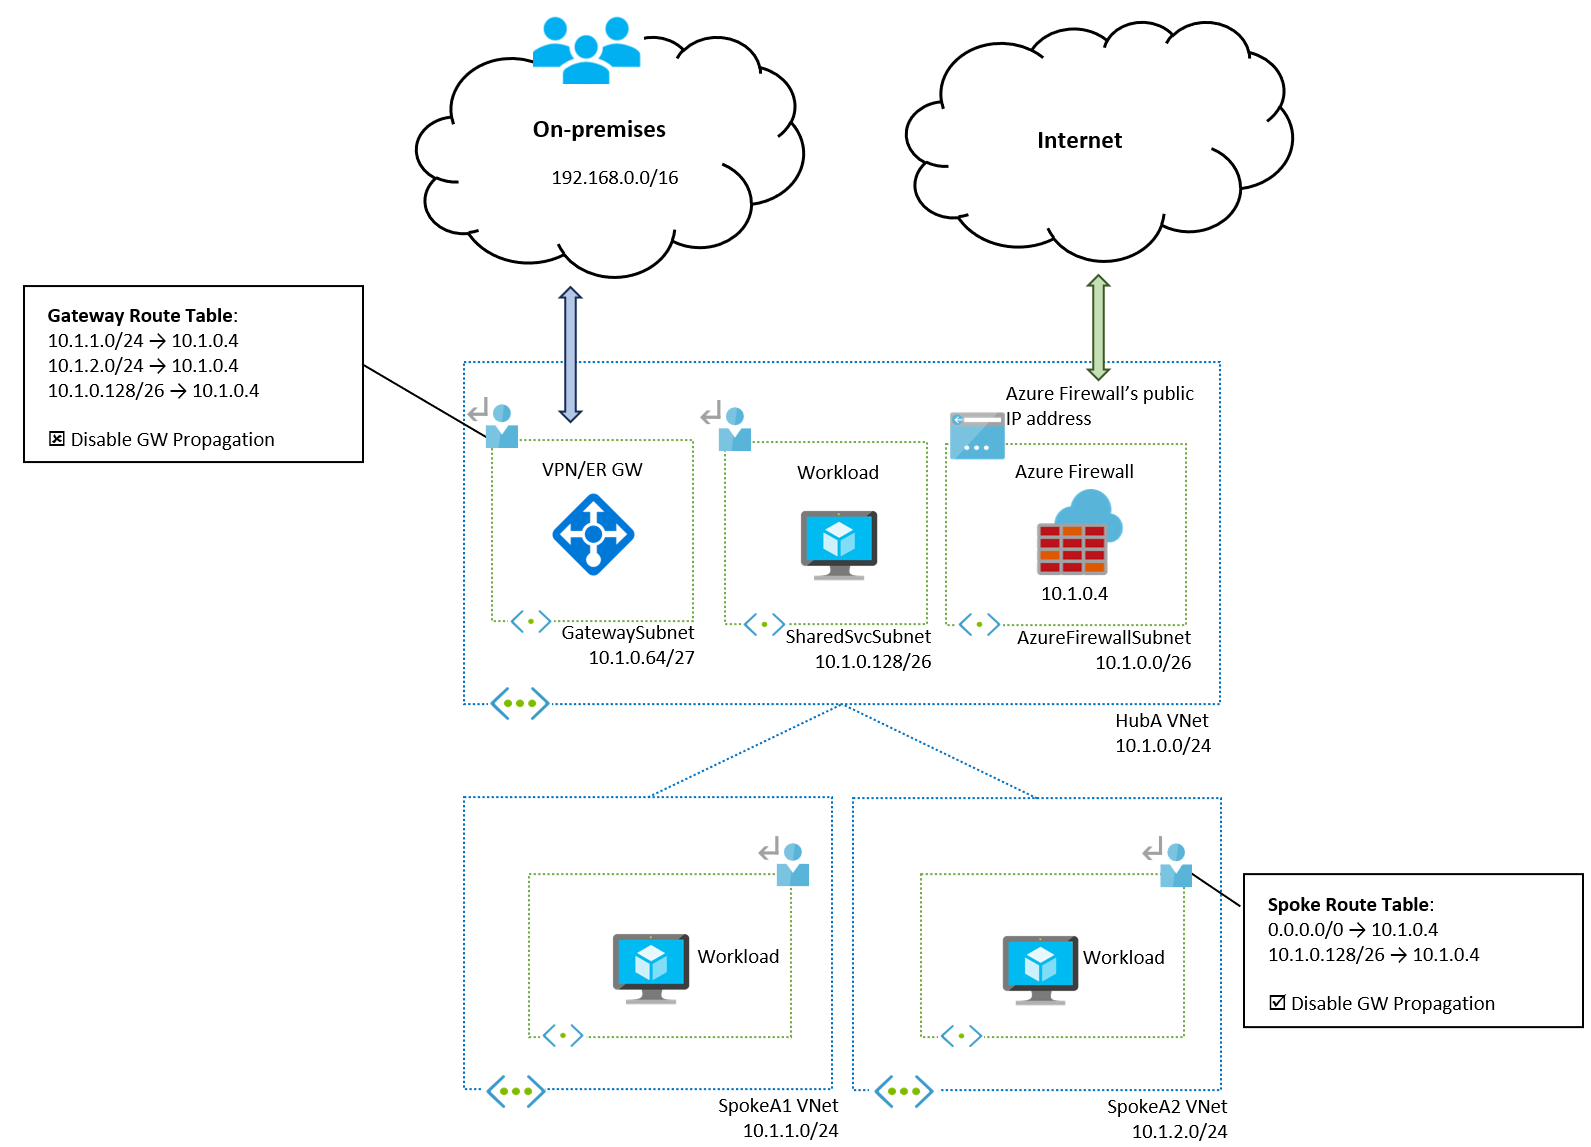 On-premises
192.168.0.0/16
Internet
Gateway Route Table:
10.1.1.0/24 → 10.1.0.4
10.1.2.0/24 → 10.1.0.4
10.1.0.128/26 → 10.1.0.4
☒ Disable GW Propagation
Azure Firewall’s public
IP address
VPN/ER GW
Workload
Azure Firewall
10.1.0.4
GatewaySubnet
10.1.0.64/27
SharedSvcSubnet
10.1.0.128/26
AzureFirewallSubnet
10.1.0.0/26
HubA VNet
10.1.0.0/24
Workload
Workload
Spoke Route Table:
0.0.0.0/0 → 10.1.0.4
10.1.0.128/26 → 10.1.0.4
☑ Disable GW Propagation
SpokeA1 VNet
10.1.1.0/24
SpokeA2 VNet
10.1.2.0/24